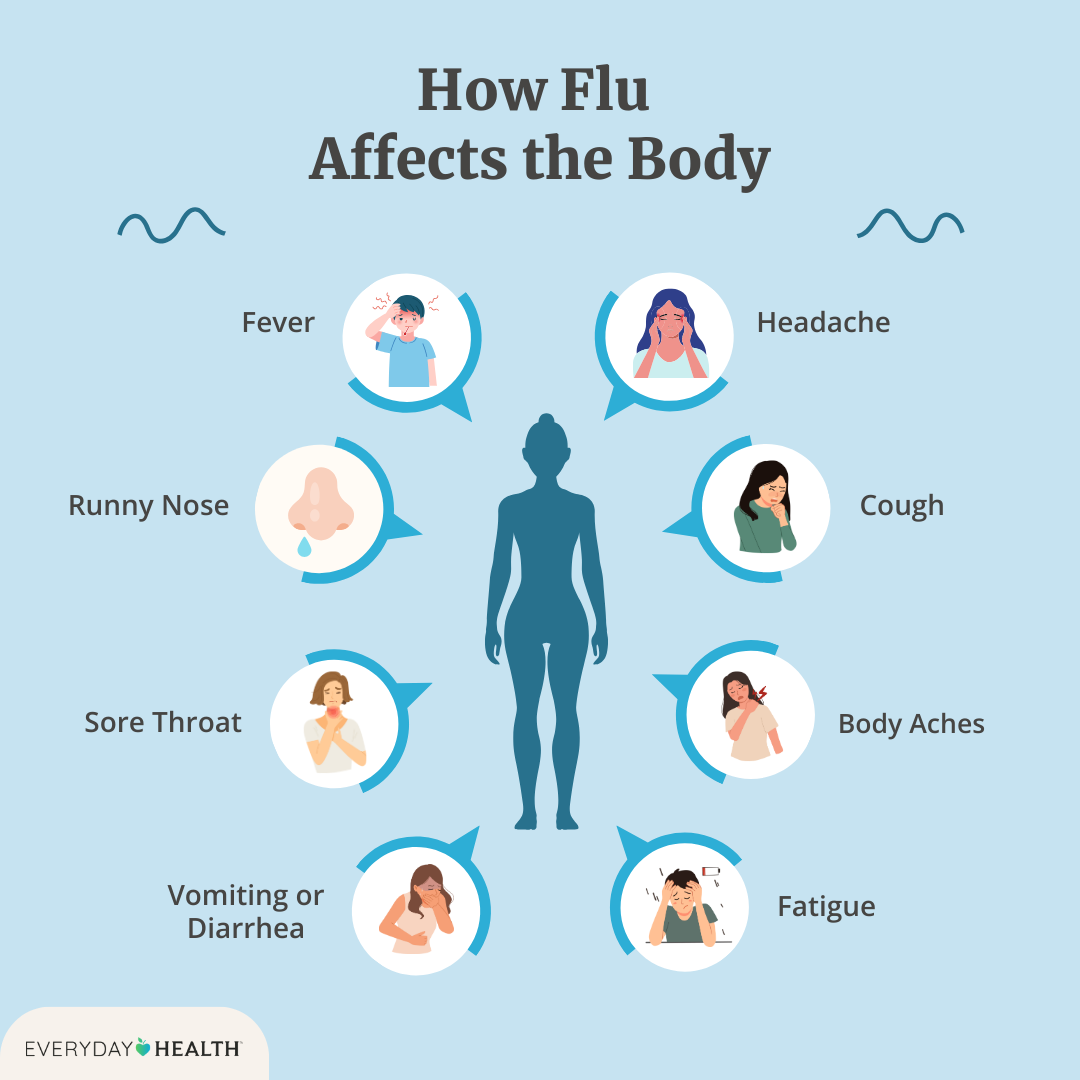 How Flu
Affects the Body
Fever
Headache
Runny Nose
Cough
Sore Throat
Body Aches
Vomiting or
Diarrhea
Fatigue
EVERYDAY HEALTH